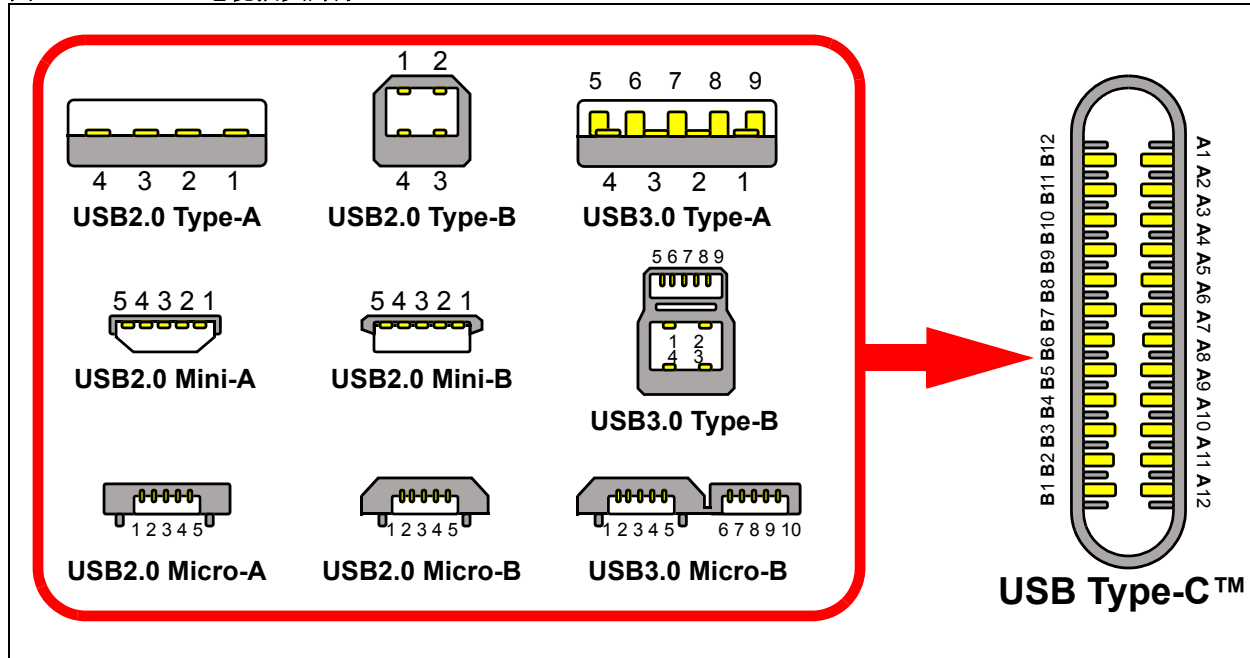 1 2
5 6 7 8 9
4 3 2 1
4 3
4 3 2 1
USB2.0 Type-A
USB2.0 Type-B
USB3.0 Type-A
5 6 7 8 9
5 4 3 2 1
5 4 3 2 1
1 2
4 3
USB2.0 Mini-A
USB2.0 Mini-B
USB3.0 Type-B
1 2 3 4 5
1 2 3 4 5
1 2 3 4 5
6 7 8 9 10
USB2.0 Micro-A
USB2.0 Micro-B
USB3.0 Micro-B
B1 B2 B3 B4 B5 B6 B7 B8 B9 B10 B11 B12
A1 A2 A3 A4 A5 A6 A7 A8 A9 A10 A11 A12
USB Type-C™